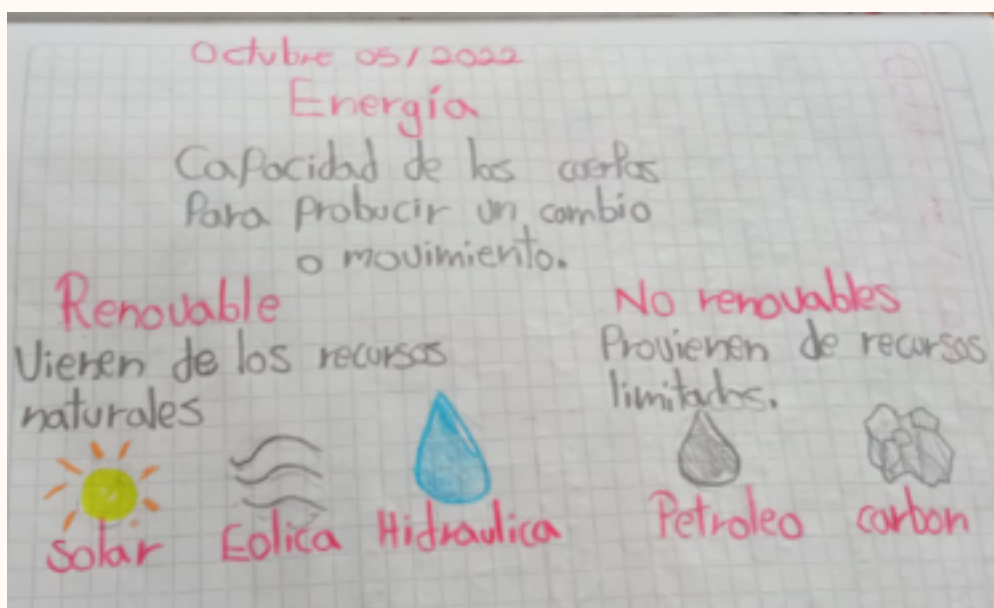 Octubre 05/2022
Energía
Capacidad de los cuerpos
Para Probucir un cambio
o movimiento.
Renovable
Vienen de los recursos
naturales
No renovables
Provienen de recursos
limitados.
Solar
Eolica
Hidraulica
Petroleo
carbon